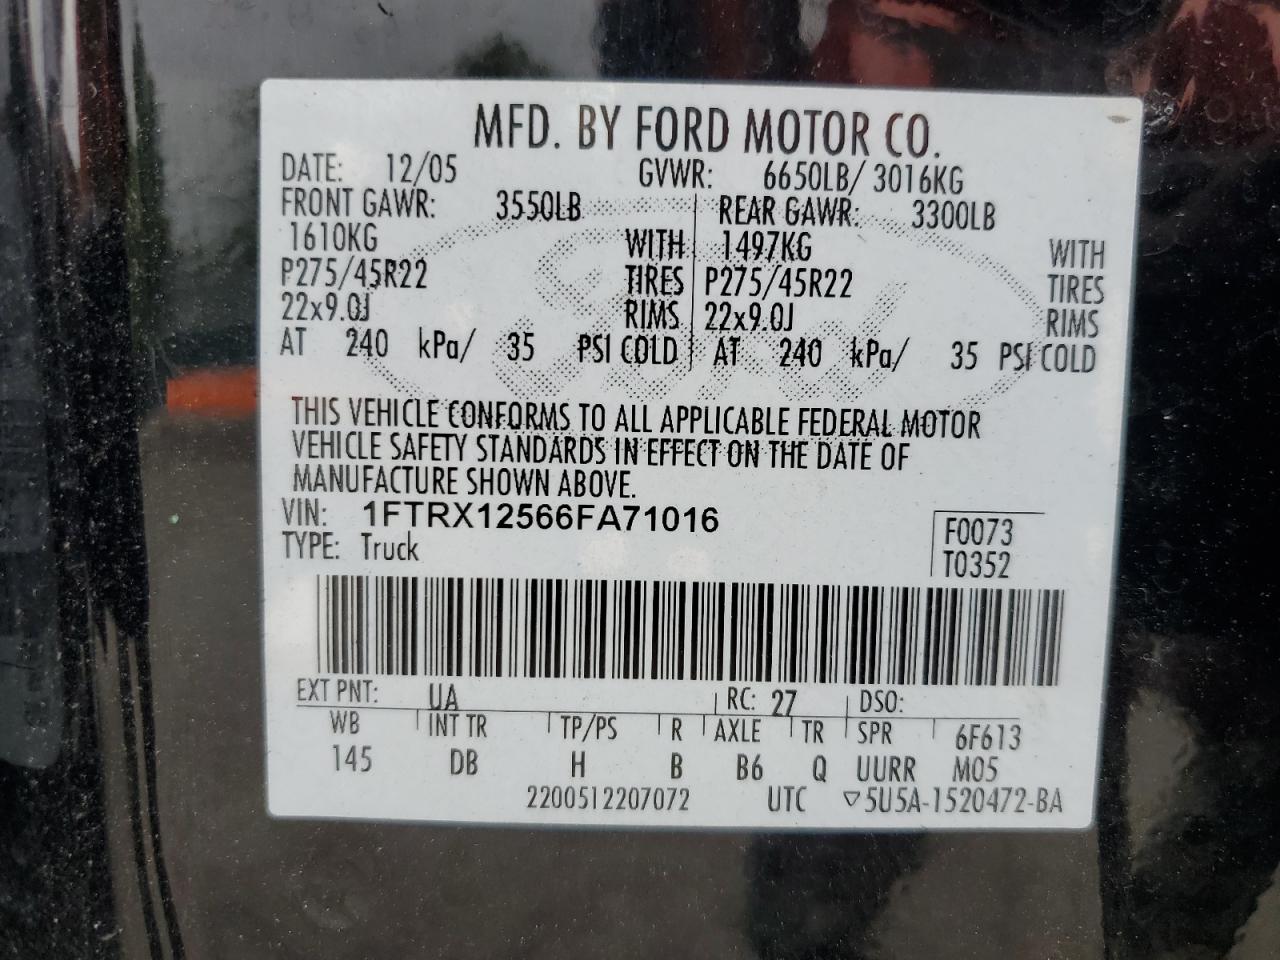 MFD. BY FORD MOTOR CO.
DATE: 12/05 GVWR: 6650LB/ 3016KG
FRONT GAWR: 3550LB REAR GAWR: 3300LB
1610KG WITH 1497KG WITH
P275/45R22 TIRES P275/45R22 TIRES
22x9.0J RIMS 22x9.0J RIMS
AT 240 kPa/ 35 PSI COLD AT 240 kPa/ 35 PSI COLD
THIS VEHICLE CONFORMS TO ALL APPLICABLE FEDERAL MOTOR
VEHICLE SAFETY STANDARDS IN EFFECT ON THE DATE OF
MANUFACTURE SHOWN ABOVE.
VIN: 1FTRX12566FA71016
F0073
TYPE: Truck
T0352
EXT PNT: UA RC: 27 DSO:
WB INT TR TP/PS R AXLE TR SPR 6F613
145 DB H B B6 Q UURR M05
2200512207072 UTC ▽5U5A-1520472-BA